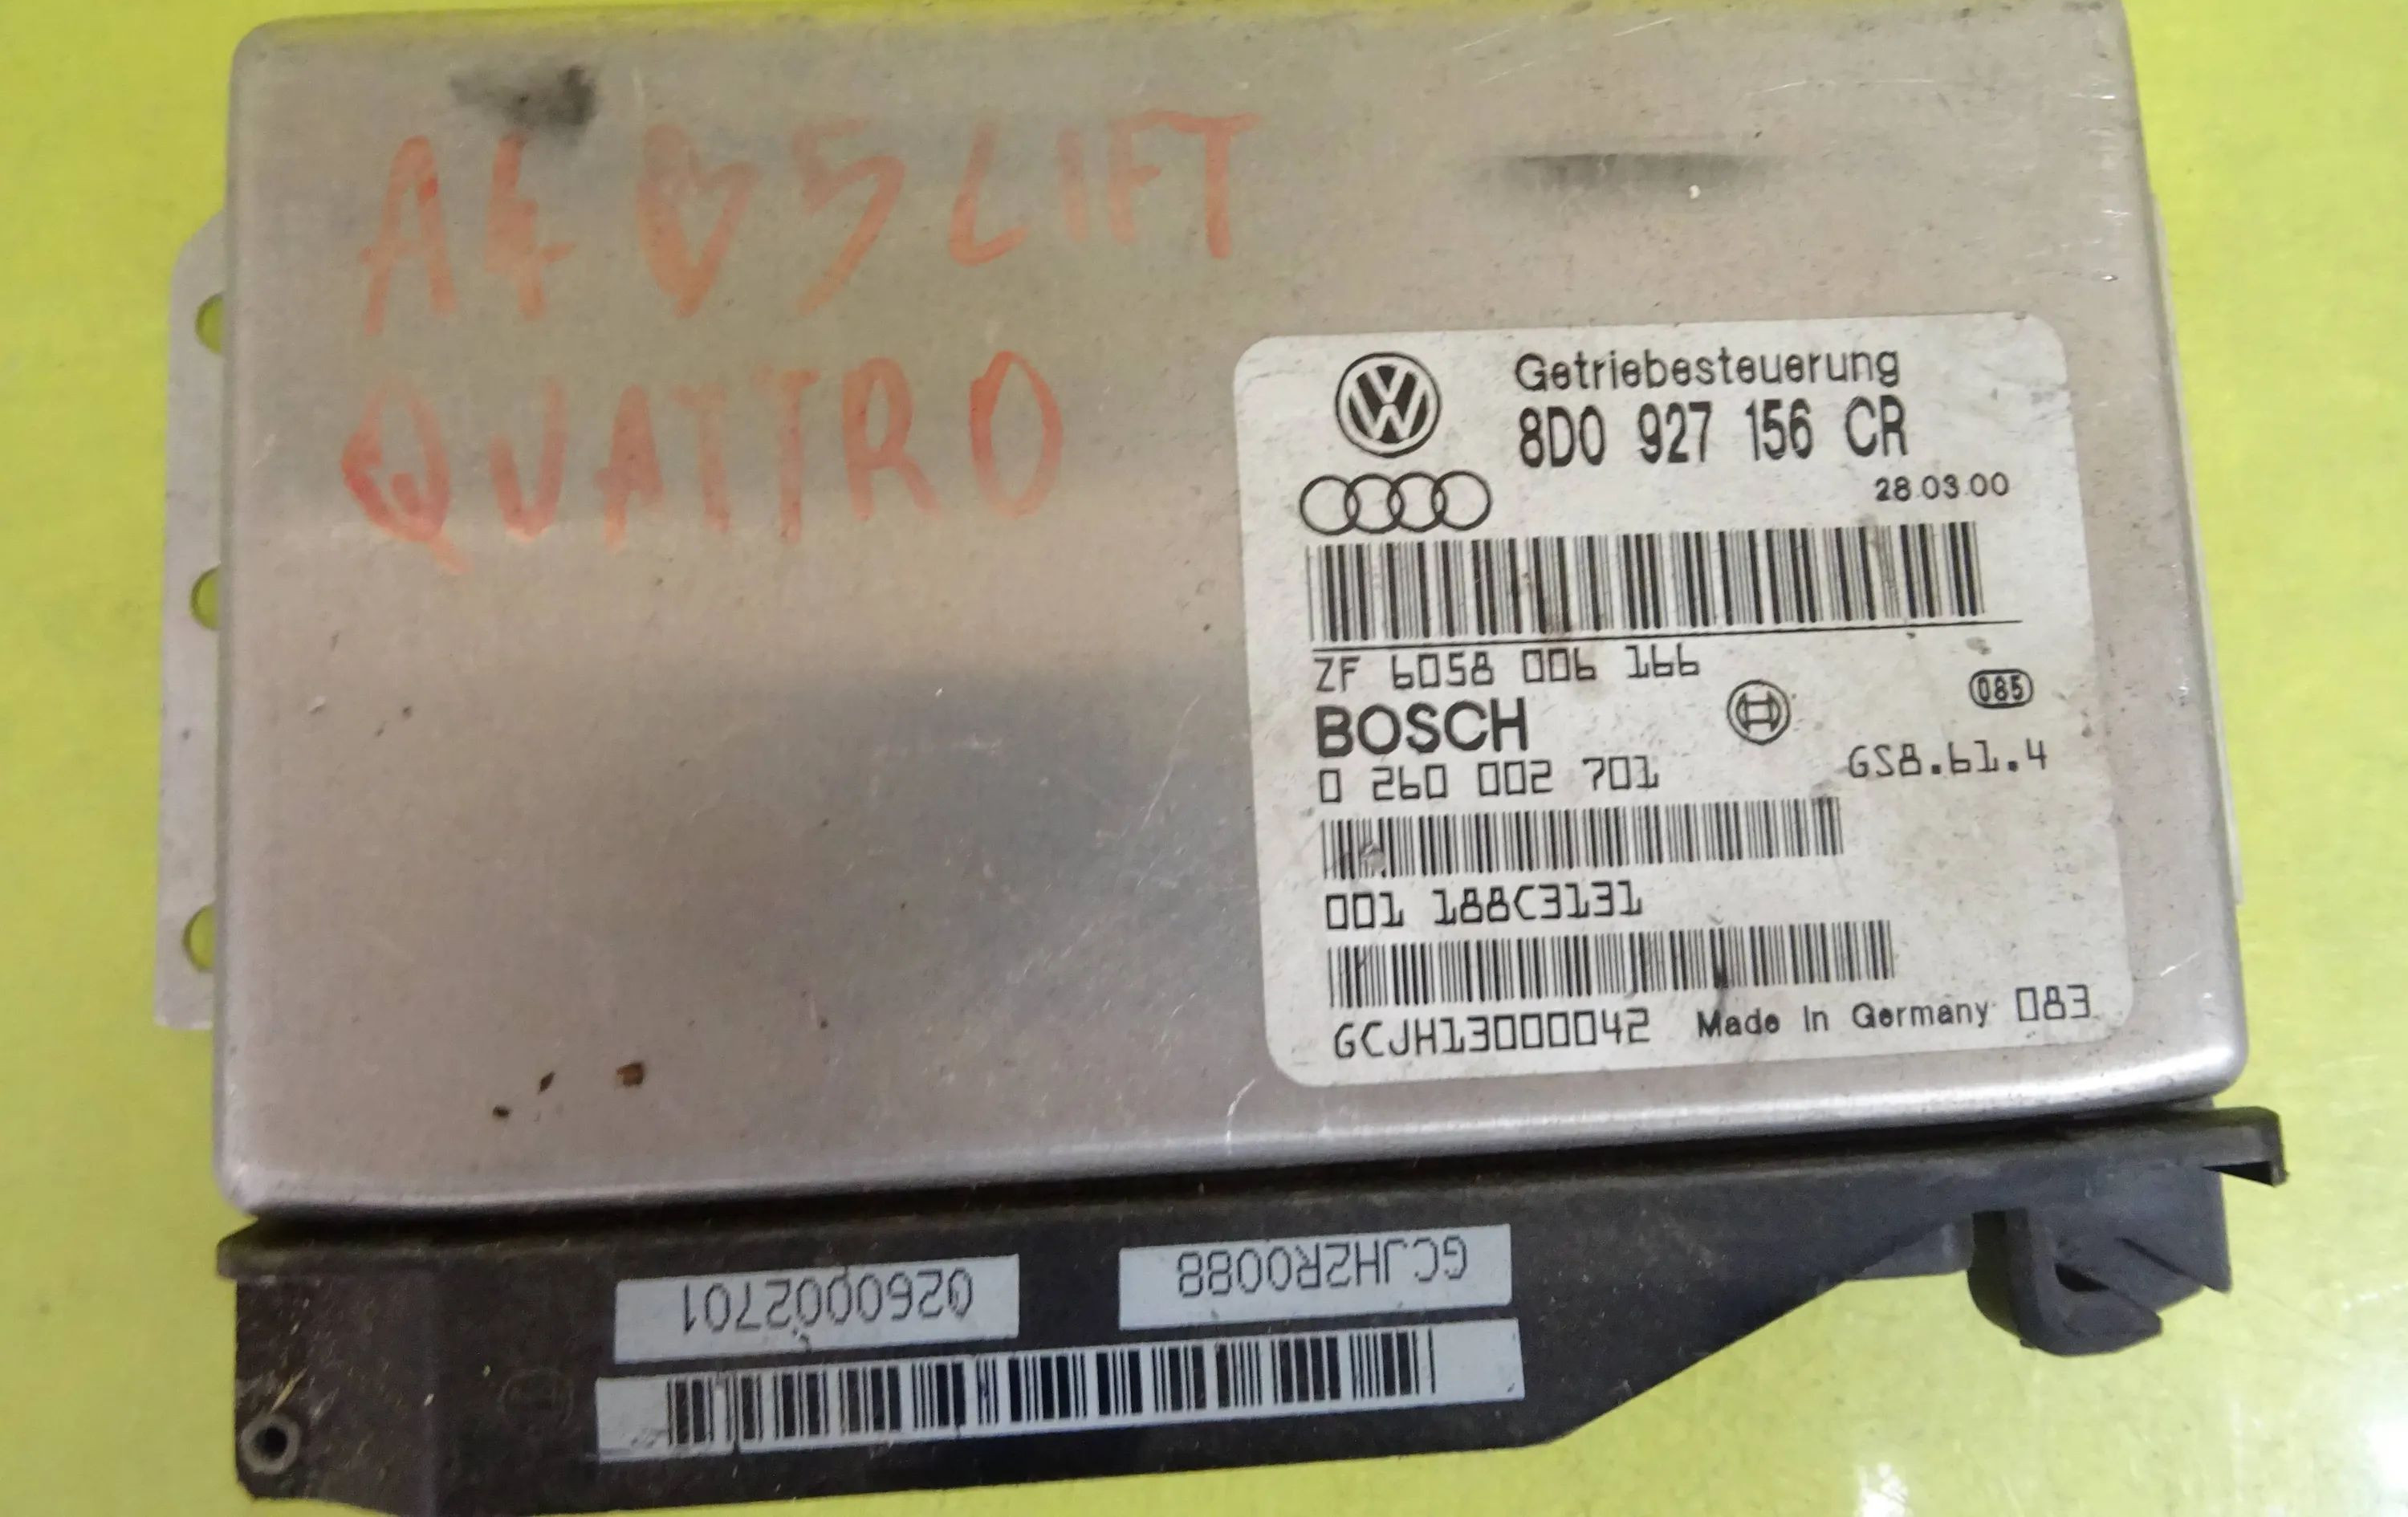 A4 B5 LIFT
QUATTRO
Getriebesteuerung
8D0 927 156 CR
28.03.00
ZF 6058 006 166
085
BOSCH
0 260 002 701
GS8.61.4
001 188C3131
GCJH13000042 Made In Germany 083
0260002701
GCJH2R0088